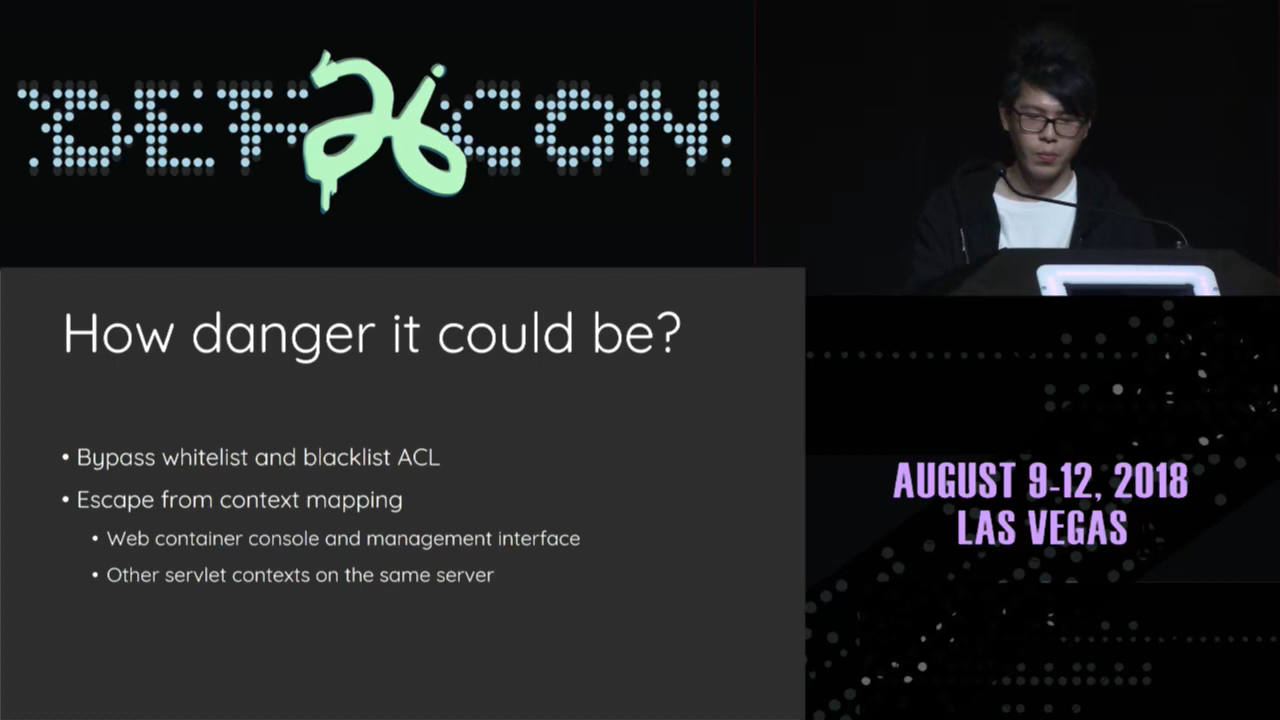 DEF 26 CON
How danger it could be?
• Bypass whitelist and blacklist ACL
• Escape from context mapping
• Web container console and management interface
• Other servlet contexts on the same server
AUGUST 9-12, 2018
LAS VEGAS